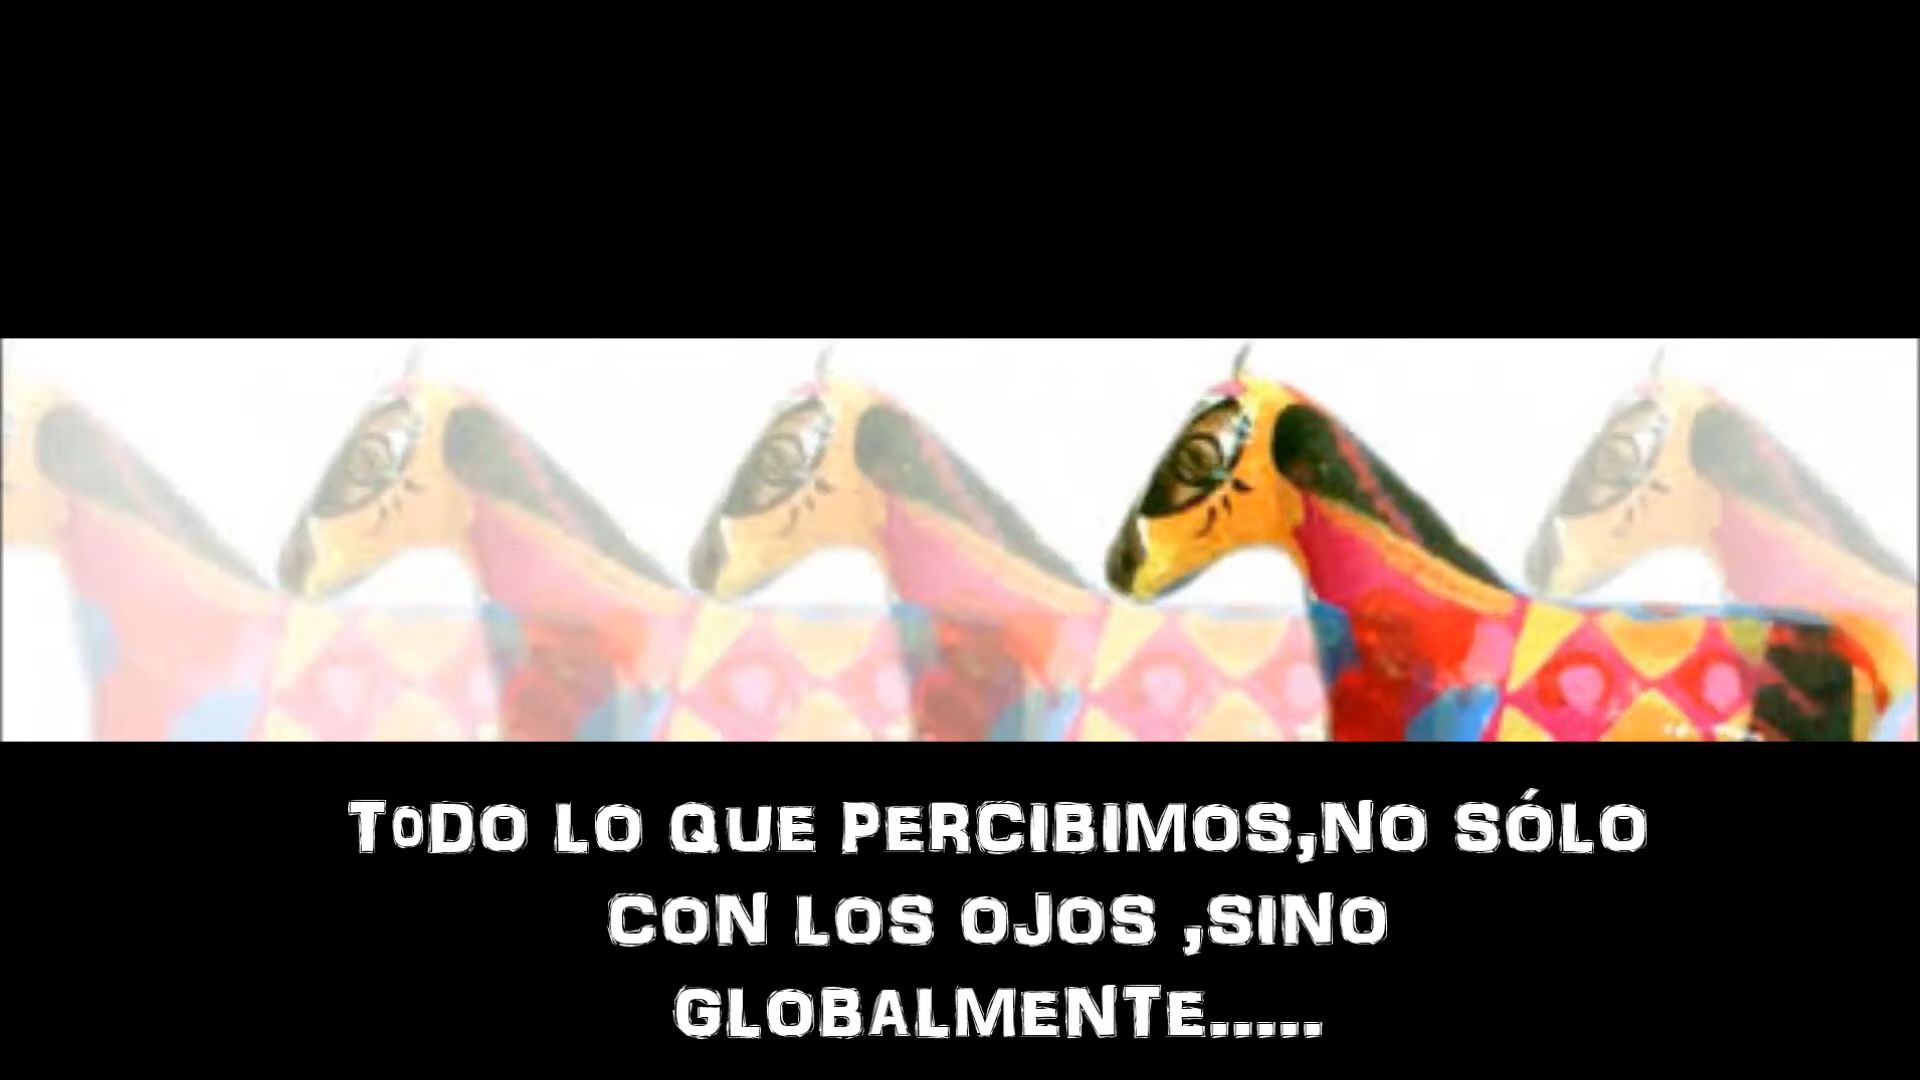 TODO LO QUE PERCIBIMOS,NO SÓLO
CON LOS OJOS ,SINO
GLOBALMENTE.....